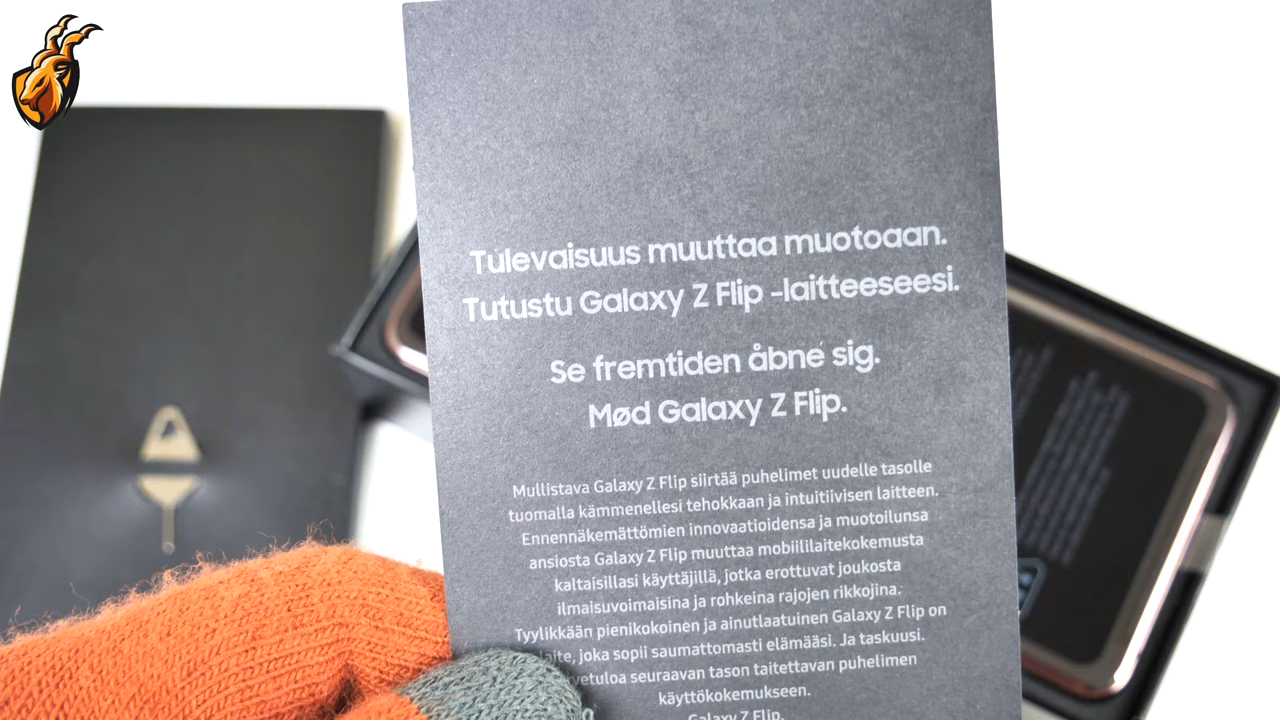 Tulevaisuus muuttaa muotoaan.
Tutustu Galaxy Z Flip -laitteeseesi.
Se fremtiden åbne sig.
Mød Galaxy Z Flip.
Mullistava Galaxy Z Flip siirtää puhelimet uudelle tasolle
tuomalla kämmenellesi tehokkaan ja intuitiivisen laitteen.
Ennennäkemättömien innovaatioidensa ja muotoilunsa
ansiosta Galaxy Z Flip muuttaa mobiililaitekokemusta
kaltaisillasi käyttäjillä, jotka erottuvat joukosta
ilmaisuvoimaisina ja rohkeina rajojen rikkojina.
Tyylikkään pienikokoinen ja ainutlaatuinen Galaxy Z Flip on
joka sopii saumattomasti elämääsi. Ja taskuusi.
seuraavan tason taitettavan puhelimen
käyttökokemukseen.
Galaxy Z Flip.